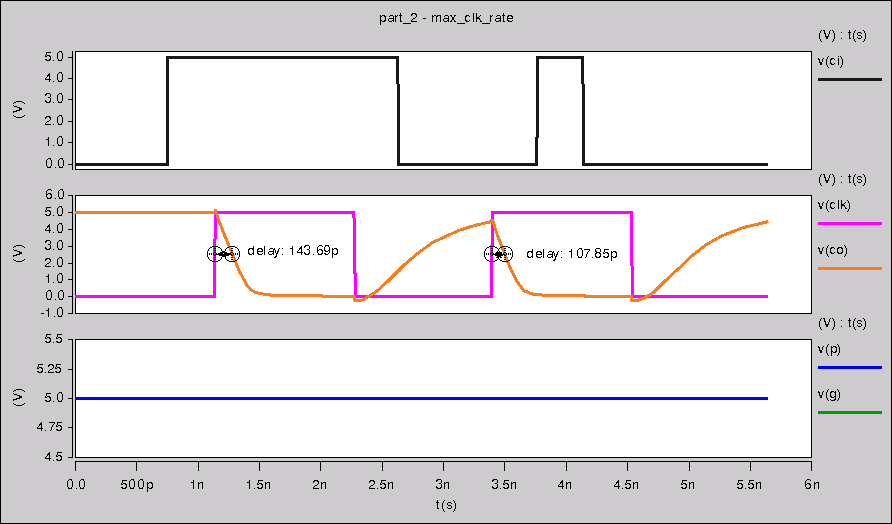 part_2 - max_clk_rate
(V) : t(s)
v(ci)
5.0
4.0
3.0
2.0
1.0
0.0
(V)
(V) : t(s)
v(clk)
v(co)
6.0
5.0
4.0
3.0
2.0
1.0
0.0
-1.0
(V)
delay: 143.69p
delay: 107.85p
(V) : t(s)
v(p)
v(g)
5.5
5.25
5.0
4.75
4.5
(V)
0.0 500p 1n 1.5n 2n 2.5n 3n 3.5n 4n 4.5n 5n 5.5n 6n
t(s)